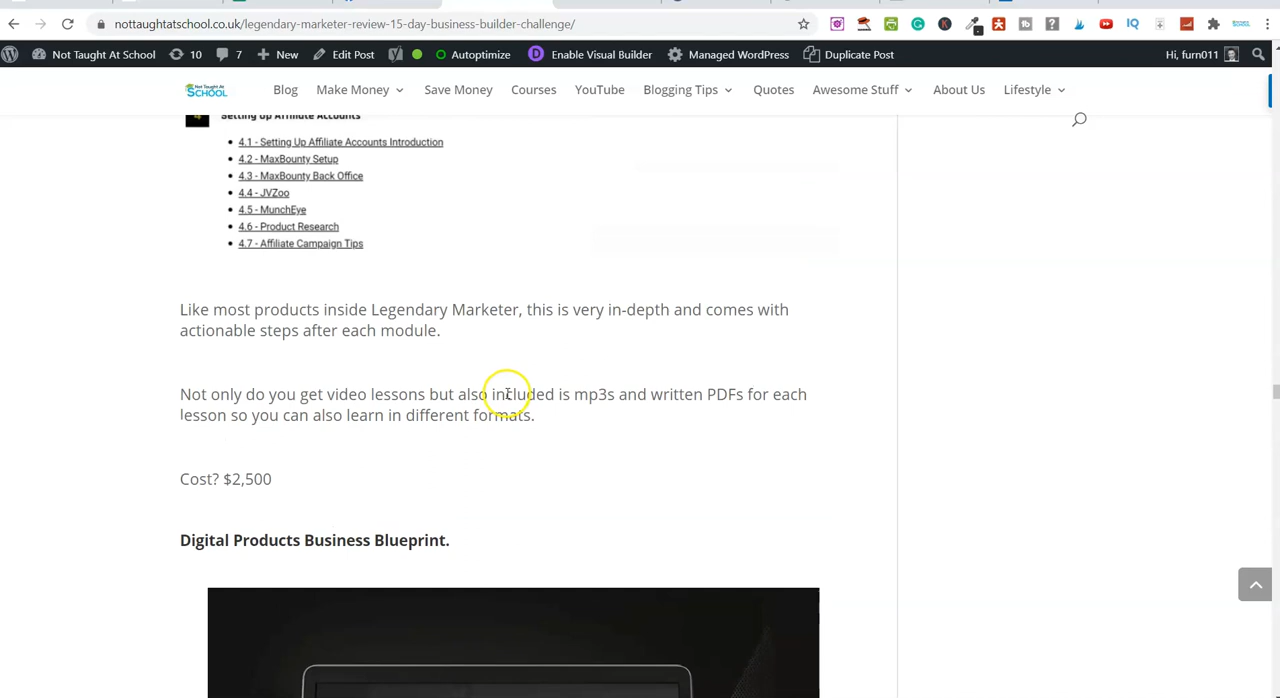 nottaughtatschool.co.uk/legendary-marketer-review-15-day-business-builder-challenge/
Not Taught At School 10 7 New Edit Post Autoptimize Enable Visual Builder Managed WordPress Duplicate Post Hi, furn011
Not Taught At
SCHOOL
Blog Make Money Save Money Courses YouTube Blogging Tips Quotes Awesome Stuff About Us Lifestyle
Setting Up Affiliate Accounts
4.1 - Setting Up Affiliate Accounts Introduction
4.2 - MaxBounty Setup
4.3 - MaxBounty Back Office
4.4 - JVZoo
4.5 - MunchEye
4.6 - Product Research
4.7 - Affiliate Campaign Tips
Like most products inside Legendary Marketer, this is very in-depth and comes with
actionable steps after each module.
Not only do you get video lessons but also included is mp3s and written PDFs for each
lesson so you can also learn in different formats.
Cost? $2,500
Digital Products Business Blueprint.